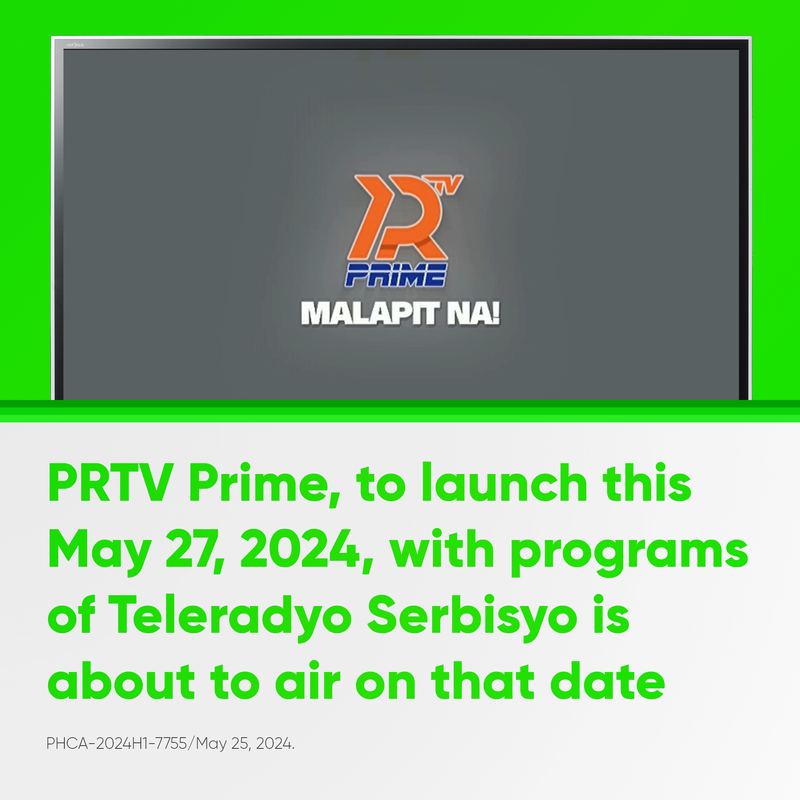 PRTV
PRIME
MALAPIT NA!
PRTV Prime, to launch this
May 27, 2024, with programs
of Teleradyo Serbisyo is
about to air on that date
PHCA-2024H1-7755/May 25, 2024.